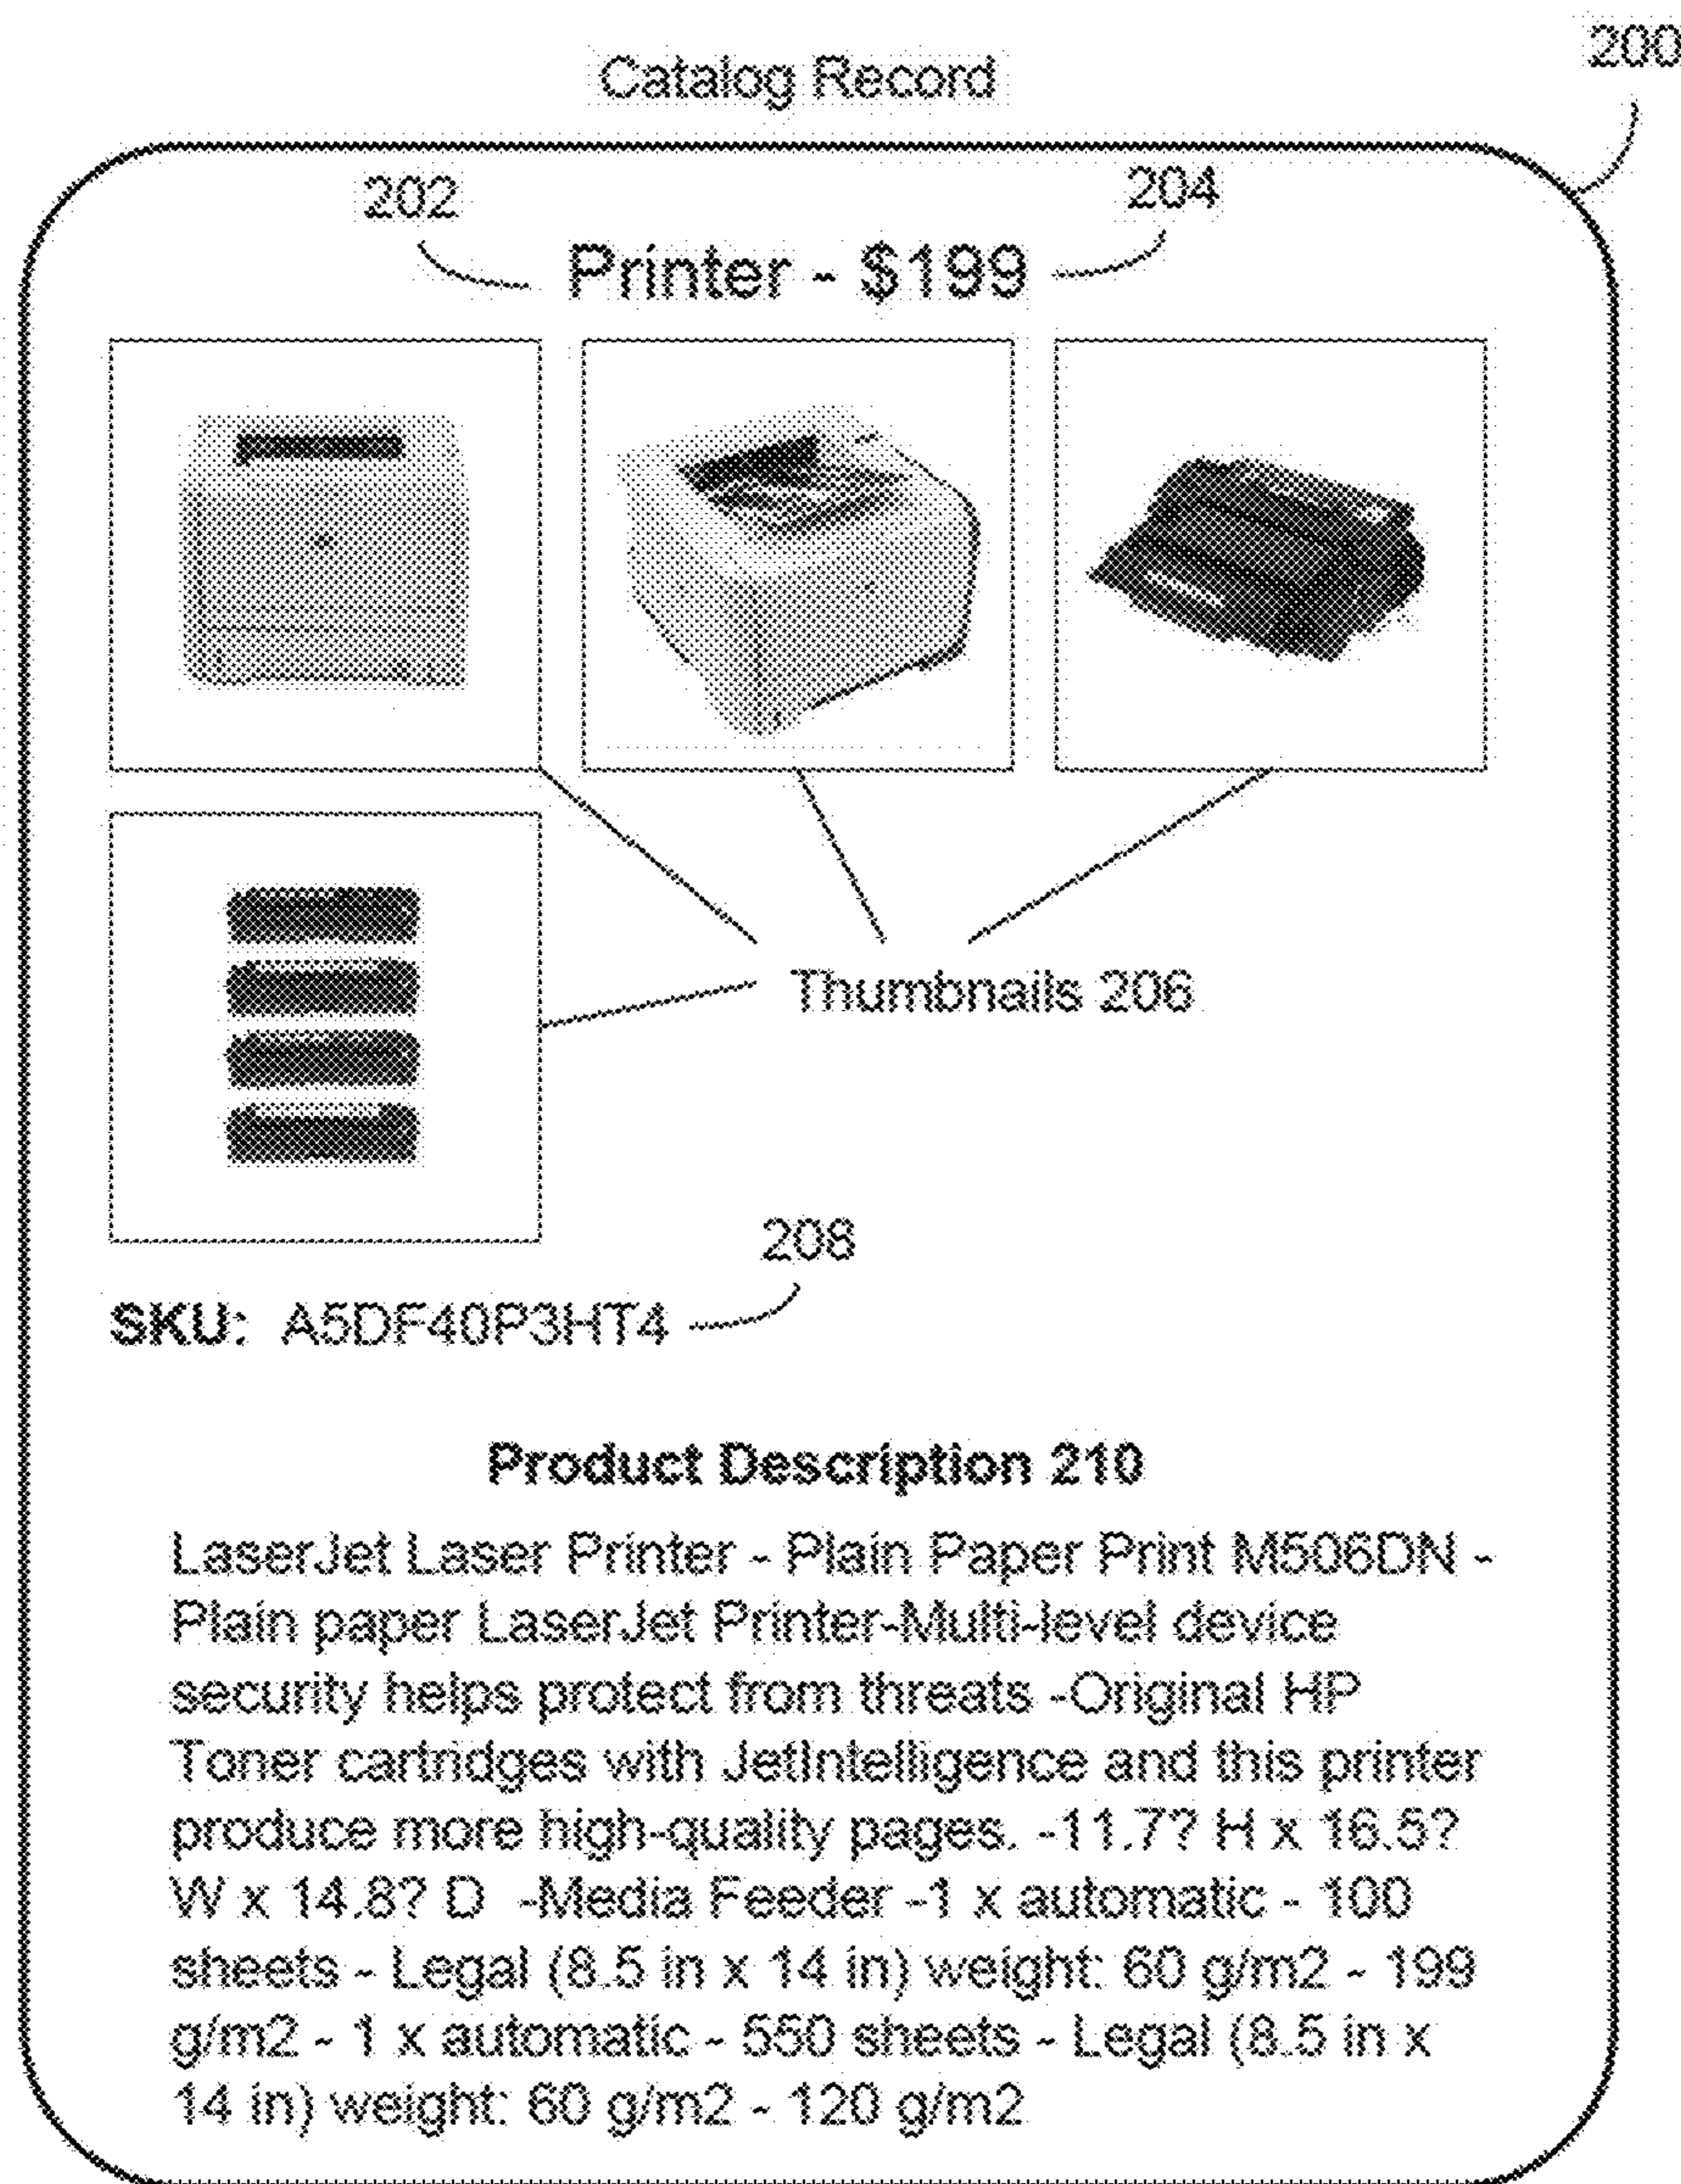 200
Catalog Record
202
204
Printer - $199
Thumbnails 206
208
SKU: A5DF40P3HT4
Product Description 210
LaserJet Laser Printer - Plain Paper Print M506DN -
Plain paper LaserJet Printer-Multi-level device
security helps protect from threats -Original HP
Toner cartridges with JetIntelligence and this printer
produce more high-quality pages. -11.7? H x 16.5?
W x 14.8? D -Media Feeder -1 x automatic - 100
sheets - Legal (8.5 in x 14 in) weight: 60 g/m2 - 199
g/m2 - 1 x automatic - 550 sheets - Legal (8.5 in x
14 in) weight: 60 g/m2 - 120 g/m2